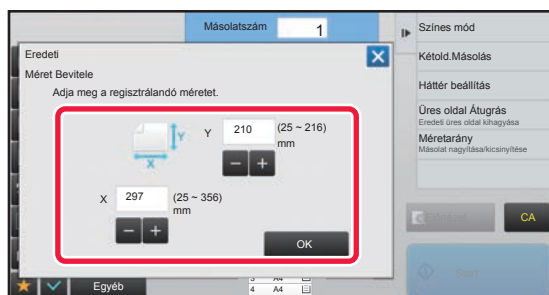 Másolatszám 1
Színes mód
Eredeti
Kétold.Másolás
Méret Bevitele
Adja meg a regisztrálandó méretet.
Háttér beállítás
Üres oldal Átugrás
Eredeti üres oldal kihagyása
Méretarány
Másolat nagyítása/kicsinyítése
Y
X
Y 210 (25 ~ 216)
mm
X 297 (25 ~ 356)
mm
OK
CA
Egyéb
3 A4
4 A4